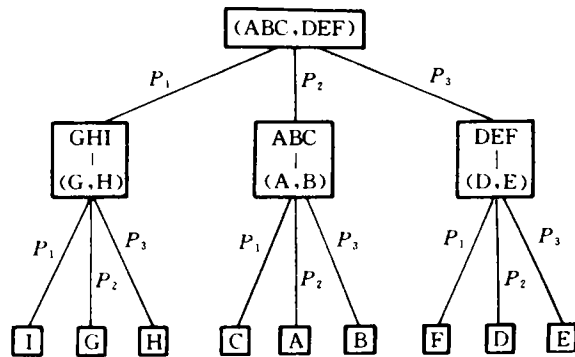 (ABC,DEF)
P₁ P₂ P₃
GHI ABC DEF
(G,H) (A,B) (D,E)
P₁ P₂ P₃ P₁ P₂ P₃ P₁ P₂ P₃
I G H C A B F D E